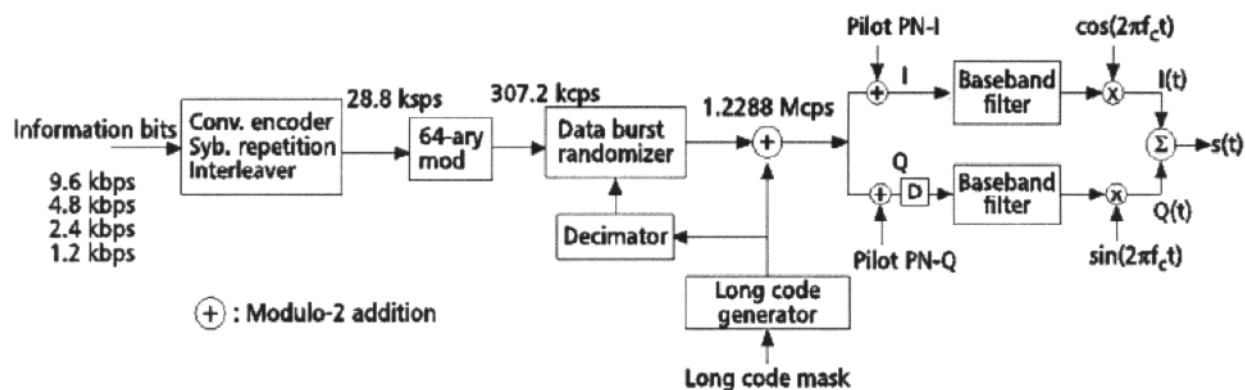 Pilot PN-I
cos(2πf_ct)
Information bits
9.6 kbps
4.8 kbps
2.4 kbps
1.2 kbps
Conv. encoder
Syb. repetition
Interleaver
28.8 ksps
64-ary
mod
307.2 kcps
Data burst
randomizer
1.2288 Mcps
+
+
I
Baseband
filter
x
I(t)
Σ
s(t)
+
Q
D
Baseband
filter
x
Q(t)
Pilot PN-Q
sin(2πf_ct)
Decimator
Long code
generator
Long code mask
+ : Modulo-2 addition